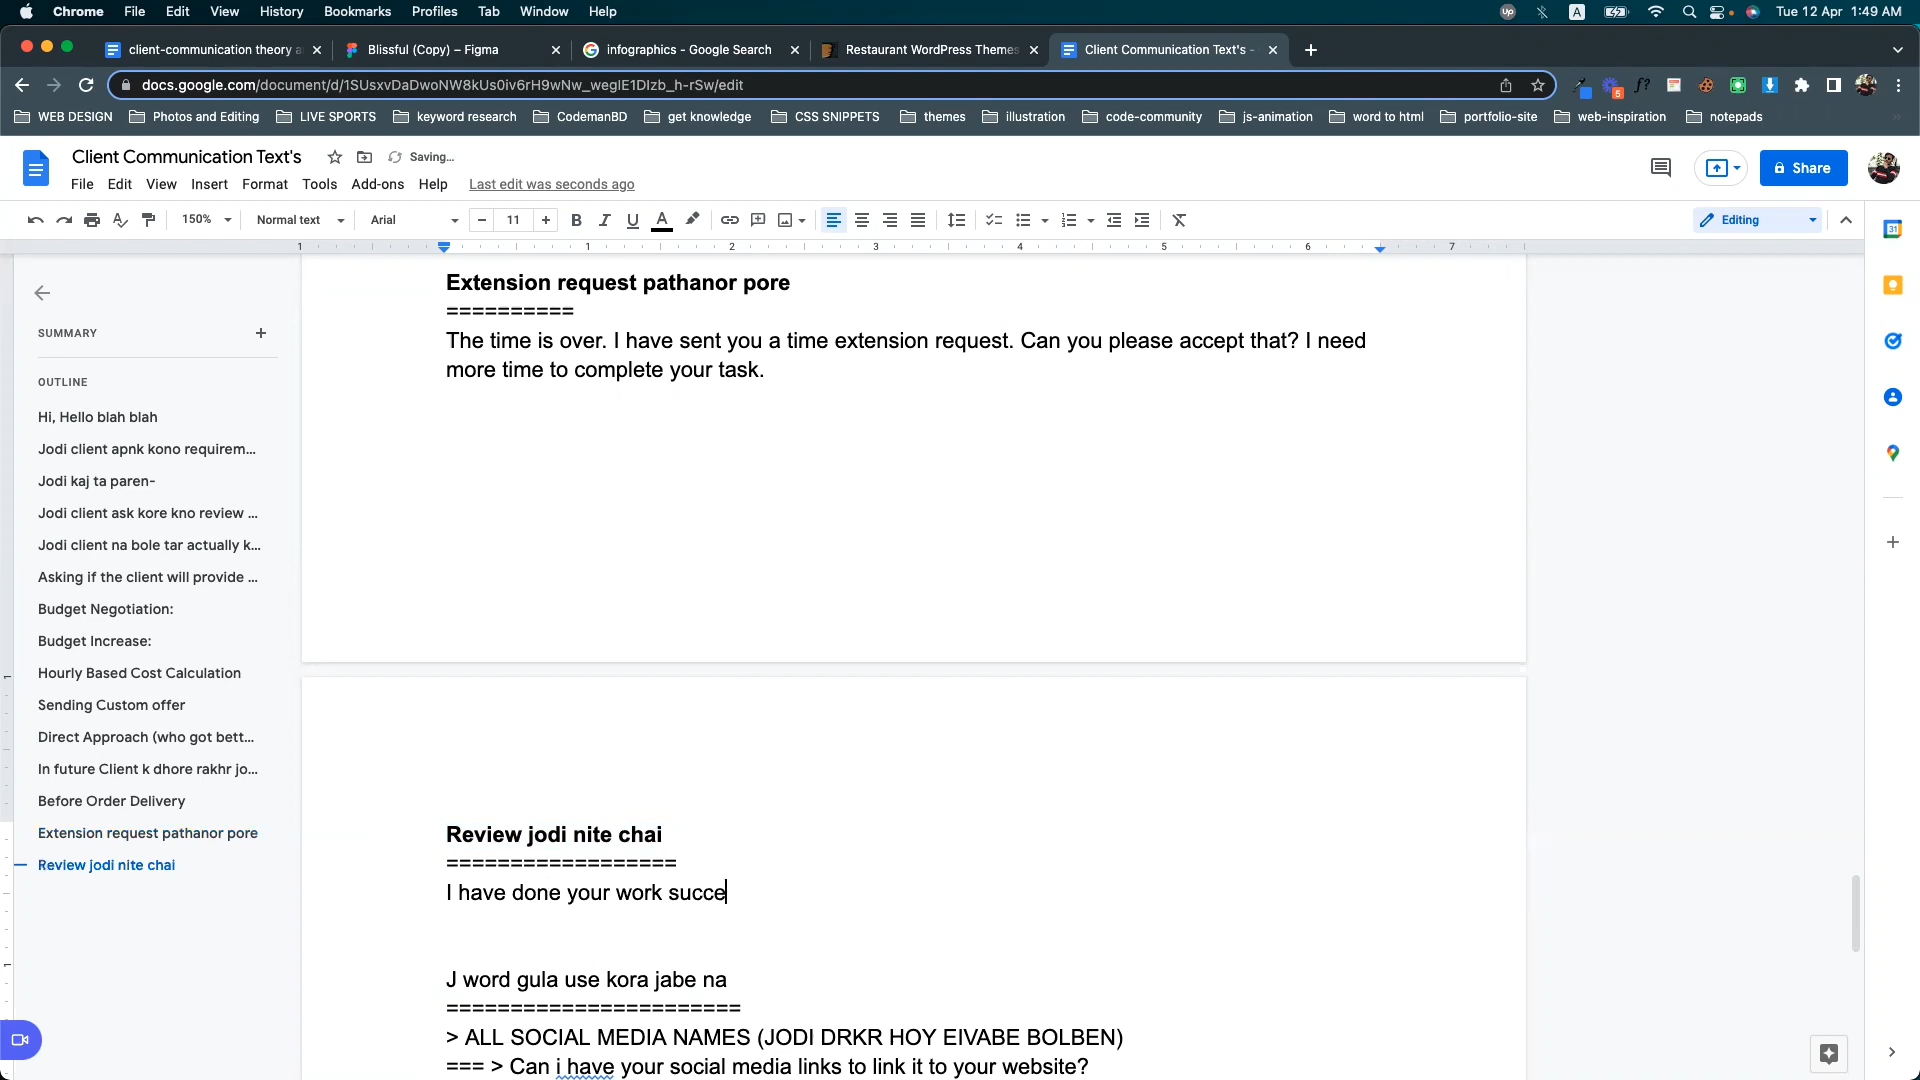 Chrome File Edit View History Bookmarks Profiles Tab Window Help UP A Tue 12 Apr 1:49 AM
client-communication theory a Blissful (Copy) – Figma infographics - Google Search Restaurant WordPress Themes Client Communication Text's -
docs.google.com/document/d/1SUsxvDaDwoNW8kUs0iv6rH9wNw_weglE1DIzb_h-rSw/edit 5 f?
WEB DESIGN Photos and Editing LIVE SPORTS keyword research CodemanBD get knowledge CSS SNIPPETS themes illustration code-community js-animation word to html portfolio-site web-inspiration notepads
Client Communication Text's Saving...
File Edit View Insert Format Tools Add-ons Help Last edit was seconds ago Share
150% Normal text Arial 11 B I U A Editing
1 1 2 3 4 5 6 7
31
SUMMARY
OUTLINE
Hi, Hello blah blah
Jodi client apnk kono requirem...
Jodi kaj ta paren-
Jodi client ask kore kno review ...
Jodi client na bole tar actually k...
Asking if the client will provide ...
Budget Negotiation:
Budget Increase:
Hourly Based Cost Calculation
Sending Custom offer
Direct Approach (who got bett...
In future Client k dhore rakhr jo...
Before Order Delivery
Extension request pathanor pore
Review jodi nite chai
Extension request pathanor pore
==========
The time is over. I have sent you a time extension request. Can you please accept that? I need
more time to complete your task.
Review jodi nite chai
==================
I have done your work succe
J word gula use kora jabe na
=======================
> ALL SOCIAL MEDIA NAMES (JODI DRKR HOY EIVABE BOLBEN)
=== > Can i have your social media links to link it to your website?